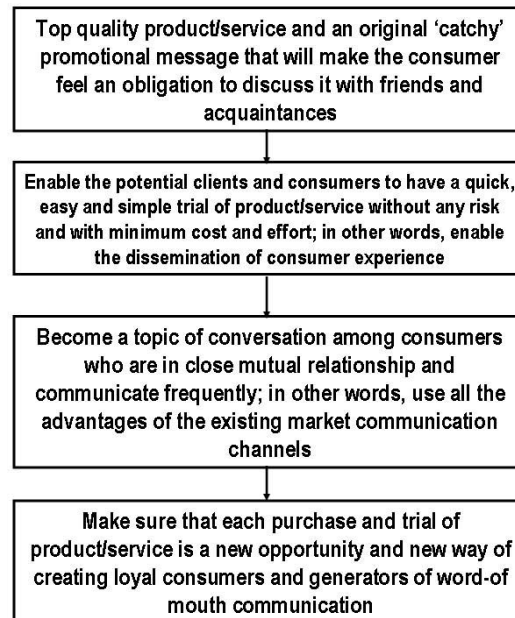 Top quality product/service and an original ‘catchy’
promotional message that will make the consumer
feel an obligation to discuss it with friends and
acquaintances
Enable the potential clients and consumers to have a quick,
easy and simple trial of product/service without any risk
and with minimum cost and effort; in other words, enable
the dissemination of consumer experience
Become a topic of conversation among consumers
who are in close mutual relationship and
communicate frequently; in other words, use all the
advantages of the existing market communication
channels
Make sure that each purchase and trial of
product/service is a new opportunity and new way of
creating loyal consumers and generators of word-of
mouth communication